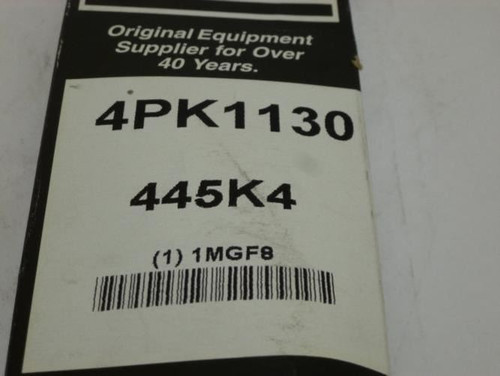 Original Equipment
Supplier for Over
40 Years.
4PK1130
445K4
(1) 1MGF8